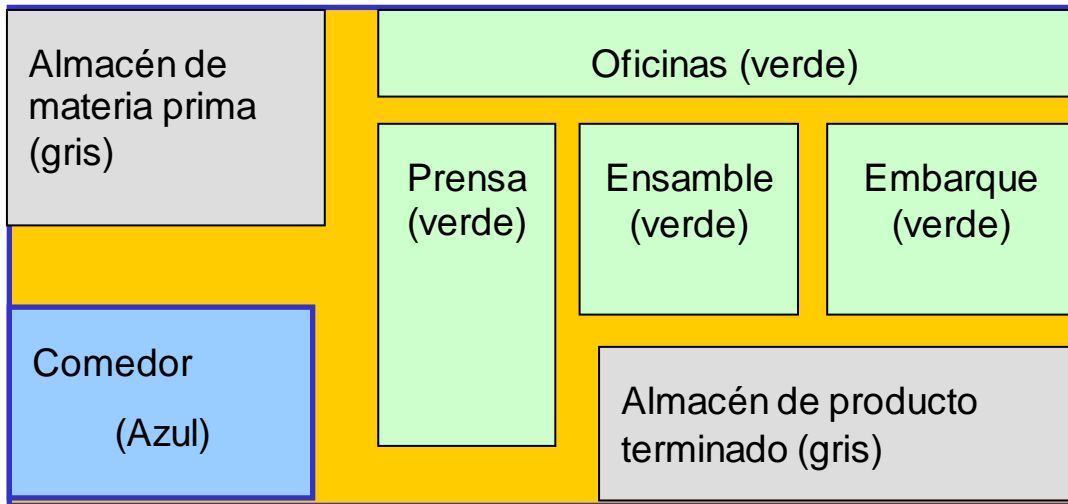 Almacén de
materia prima
(gris)
Oficinas (verde)
Prensa
(verde)
Ensamble
(verde)
Embarque
(verde)
Comedor
(Azul)
Almacén de producto
terminado (gris)